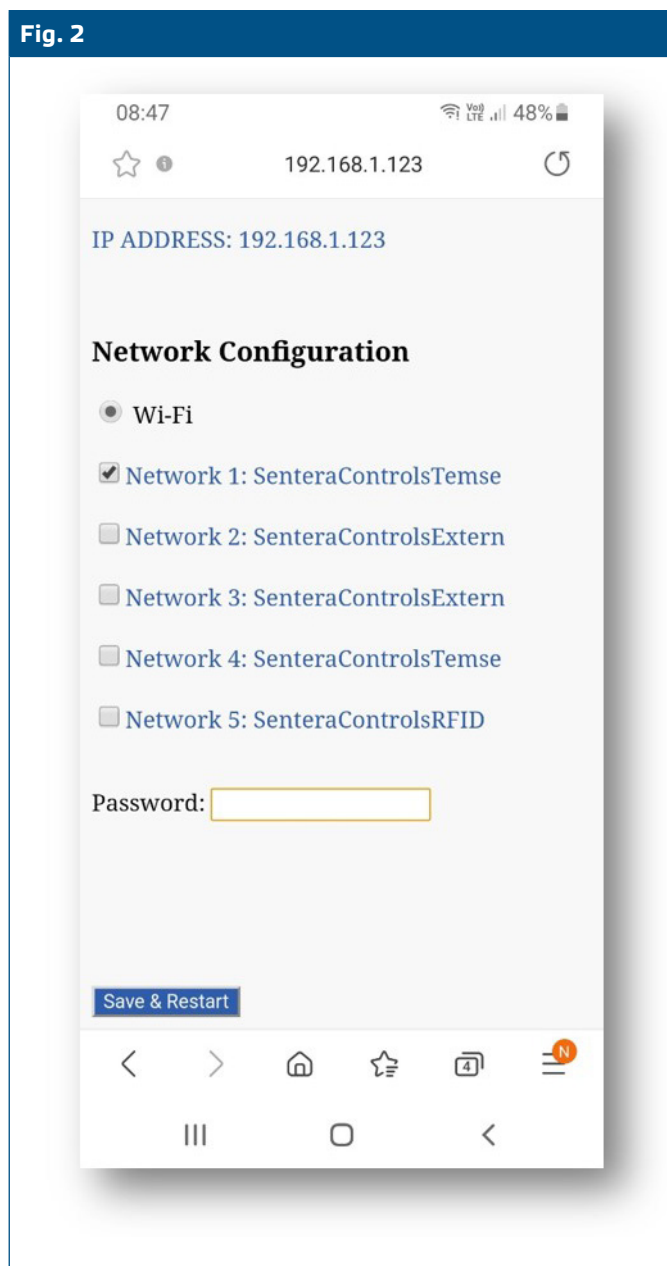 Fig. 2
08:47 Vo)) LTE 48%
192.168.1.123
IP ADDRESS: 192.168.1.123
Network Configuration
Wi-Fi
Network 1: SenteraControlsTemse
Network 2: SenteraControlsExtern
Network 3: SenteraControlsExtern
Network 4: SenteraControlsTemse
Network 5: SenteraControlsRFID
Password:
Save & Restart
4 N